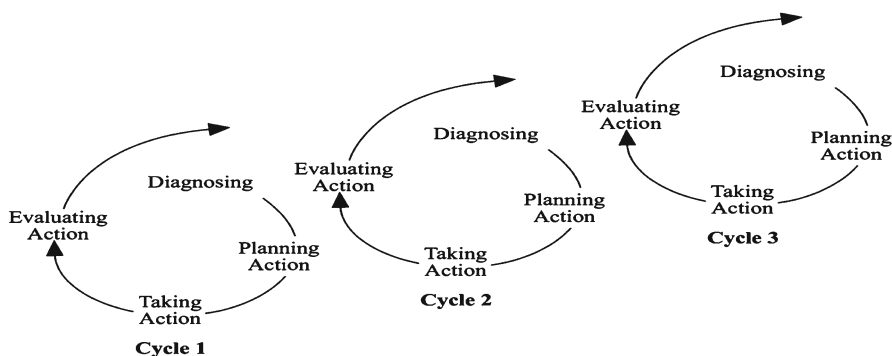 Diagnosing
Planning
Action
Taking
Action
Evaluating
Action
Cycle 1
Diagnosing
Planning
Action
Taking
Action
Evaluating
Action
Cycle 2
Diagnosing
Planning
Action
Taking
Action
Evaluating
Action
Cycle 3